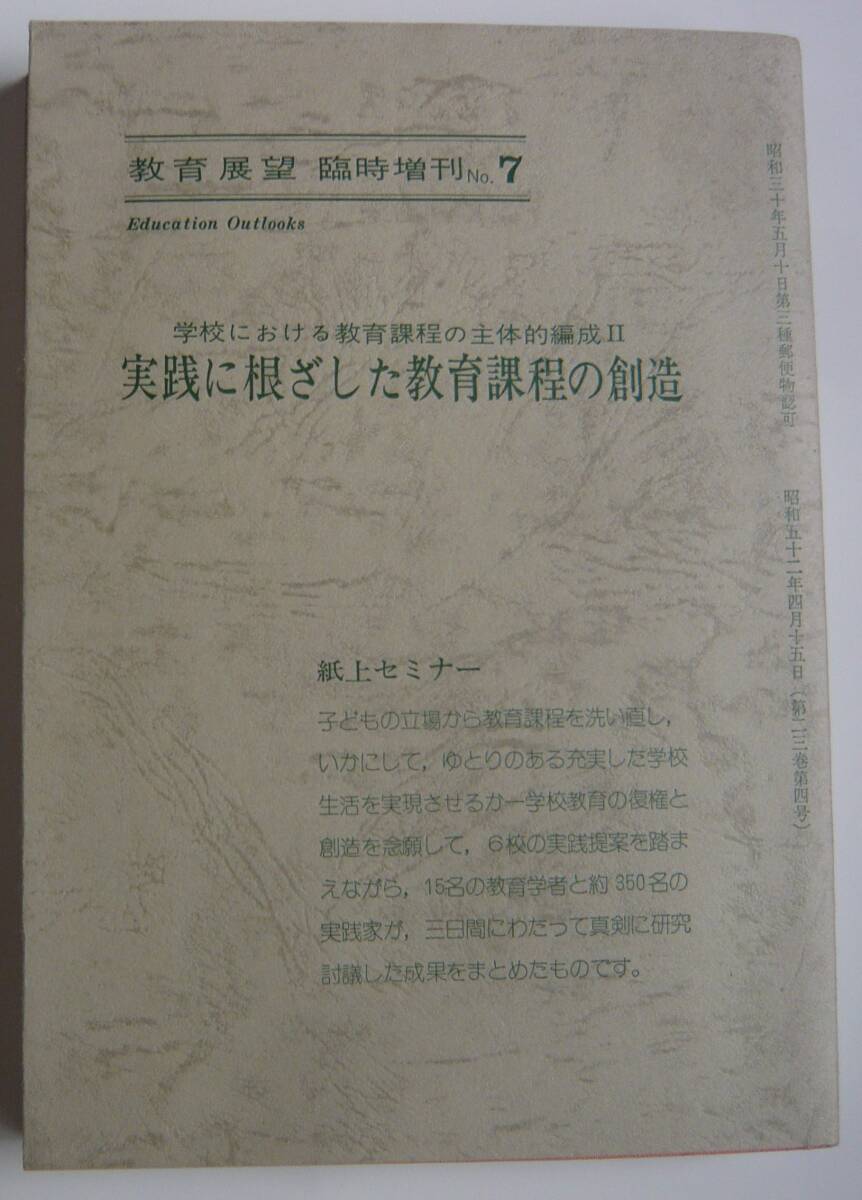 教育展望 臨時増刊No.7
Education Outlooks
学校における教育課程の主体的編成II
実践に根ざした教育課程の創造
紙上セミナー
子どもの立場から教育課程を洗い直し,
いかにして, ゆとりのある充実した学校
生活を実現させるか―学校教育の復権と
創造を念願して, 6校の実践提案を踏ま
えながら, 15名の教育学者と約350名の
実践家が, 三日間にわたって真剣に研究
討議した成果をまとめたものです。
昭和三十年五月十日第三種郵便物認可
昭和五十二年四月十五日(第二三巻第四号)